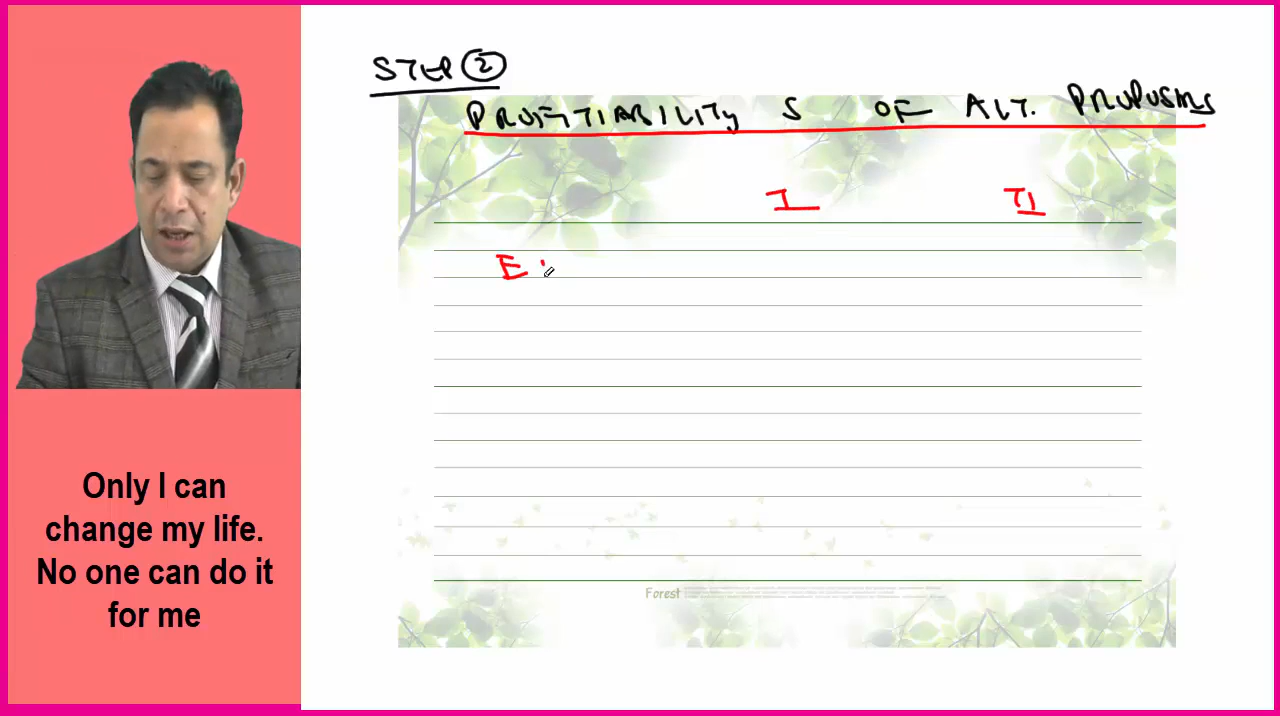 STEP 2
PROFITIABILITY S OF ALT. PROPOSALS
I II
E :
Forest
Only I can
change my life.
No one can do it
for me